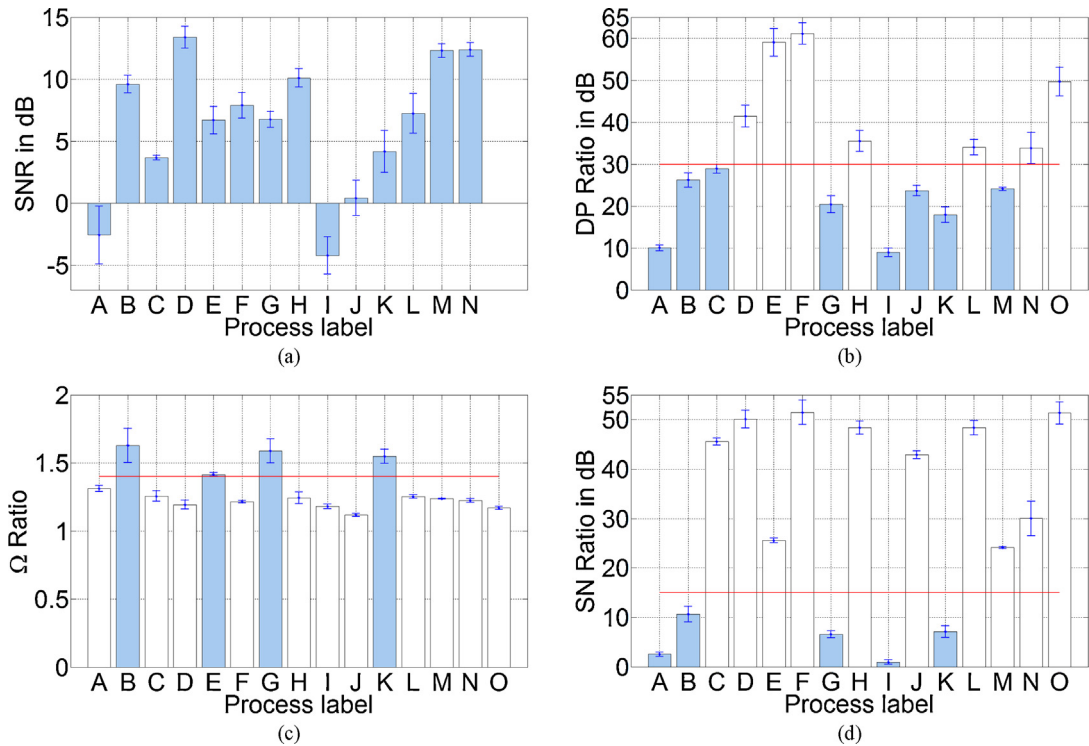 15
10
5
0
-5
SNR in dB
A B C D E F G H I J K L M N
Process label
(a)
65
60
50
40
30
20
10
0
DP Ratio in dB
A B C D E F G H I J K L M N O
Process label
(b)
2
1.5
1
0.5
0
Ω Ratio
A B C D E F G H I J K L M N O
Process label
(c)
55
50
40
30
20
10
0
SN Ratio in dB
A B C D E F G H I J K L M N O
Process label
(d)